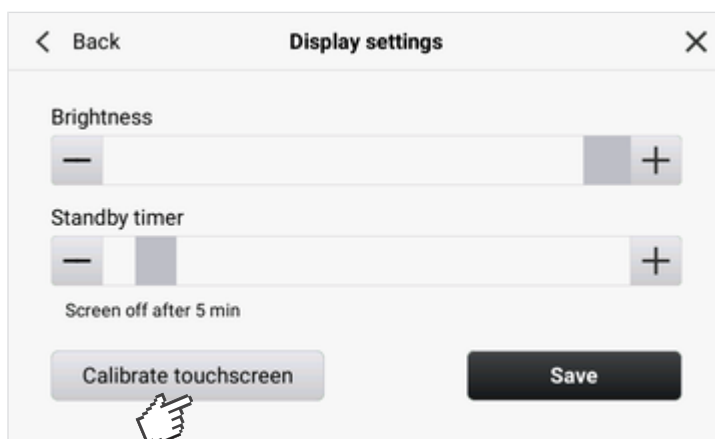 Back
Display settings
Brightness
Standby timer
Screen off after 5 min
Calibrate touchscreen
Save